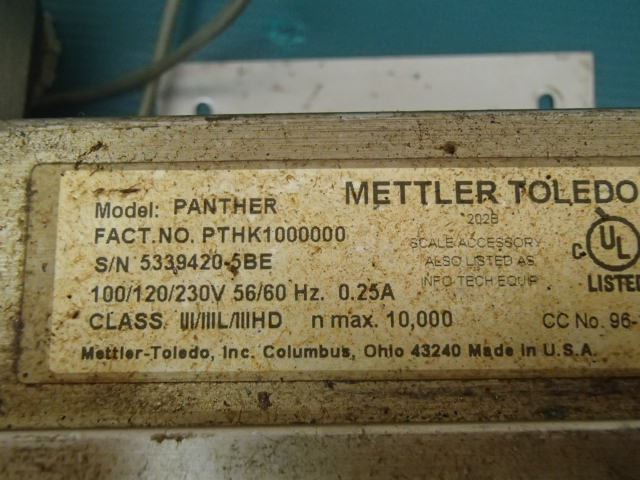 METTLER TOLEDO
Model: PANTHER
202B
FACT.NO. PTHK1000000
SCALE ACCESSORY
S/N 5339420-5BE
ALSO LISTED AS
INFO TECH EQUIP
C UL
LISTED
100/120/230V 56/60 Hz. 0.25A
CLASS III/IIIL/IIIHD n max. 10,000 CC No. 96-
Mettler-Toledo, Inc. Columbus, Ohio 43240 Made in U.S.A.